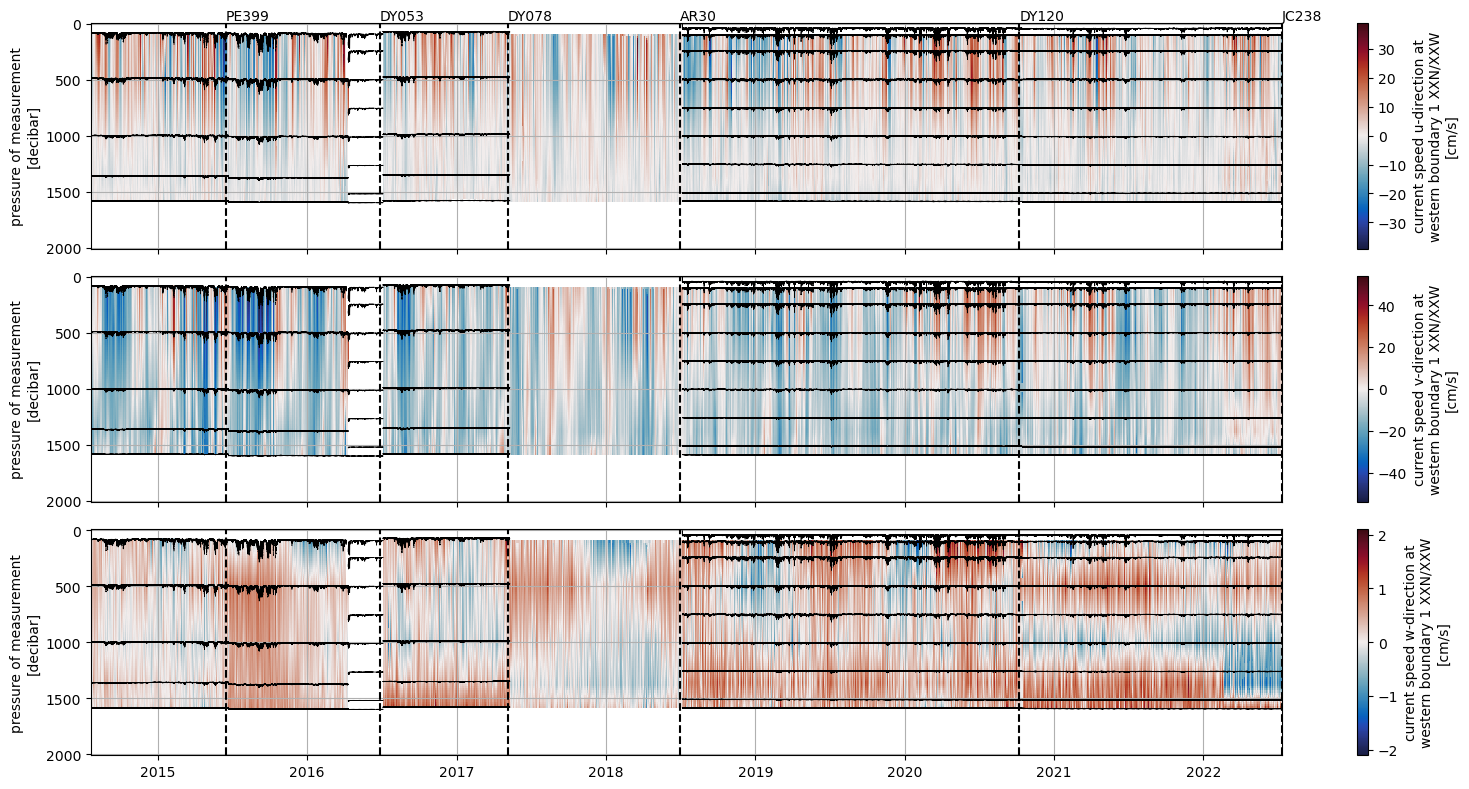 PE399 DY053 DY078 AR30 DY120 JC238
0
500
1000
1500
2000
pressure of measurement
[decibar]
30
20
10
0
−10
−20
−30
current speed u-direction at
western boundary 1 XXN/XXW
[cm/s]
0
500
1000
1500
2000
pressure of measurement
[decibar]
40
20
0
−20
−40
current speed v-direction at
western boundary 1 XXN/XXW
[cm/s]
0
500
1000
1500
2000
pressure of measurement
[decibar]
2
1
0
−1
−2
current speed w-direction at
western boundary 1 XXN/XXW
[cm/s]
2015 2016 2017 2018 2019 2020 2021 2022